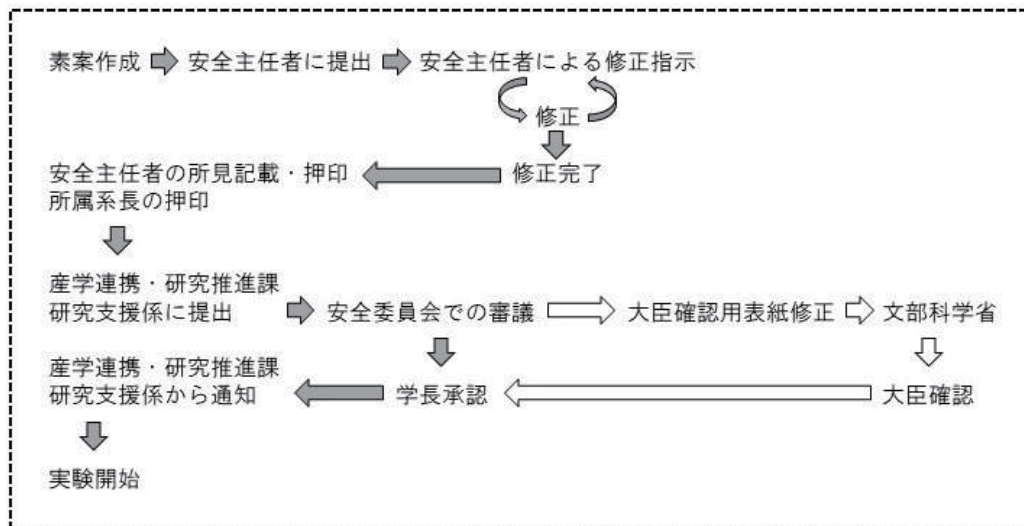 素案作成 安全主任者に提出 安全主任者による修正指示
修正
安全主任者の所見記載・押印 修正完了
所属系長の押印
産学連携・研究推進課
研究支援係に提出 安全委員会での審議 大臣確認用表紙修正 文部科学省
産学連携・研究推進課
研究支援係から通知 学長承認 大臣確認
実験開始